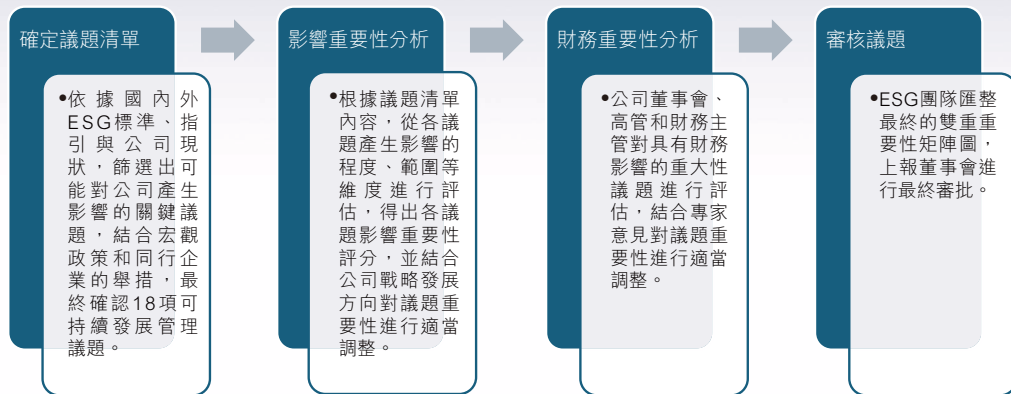 確定議題清單
•依據國內外
ESG標準、指
引與公司現
狀，篩選出可
能對公司產生
影響的關鍵議
題，結合宏觀
政策和同行企
業的舉措，最
終確認18項可
持續發展管理
議題。
影響重要性分析
•根據議題清單
內容，從各議
題產生影響的
程度、範圍等
維度進行評
估，得出各議
題影響重要性
評分，並結合
公司戰略發展
方向對議題重
要性進行適當
調整。
財務重要性分析
•公司董事會、
高管和財務主
管對具有財務
影響的重大性
議題進行評
估，結合專家
意見對議題重
要性進行適當
調整。
審核議題
•ESG團隊匯整
最終的雙重重
要性矩陣圖，
上報董事會進
行最終審批。